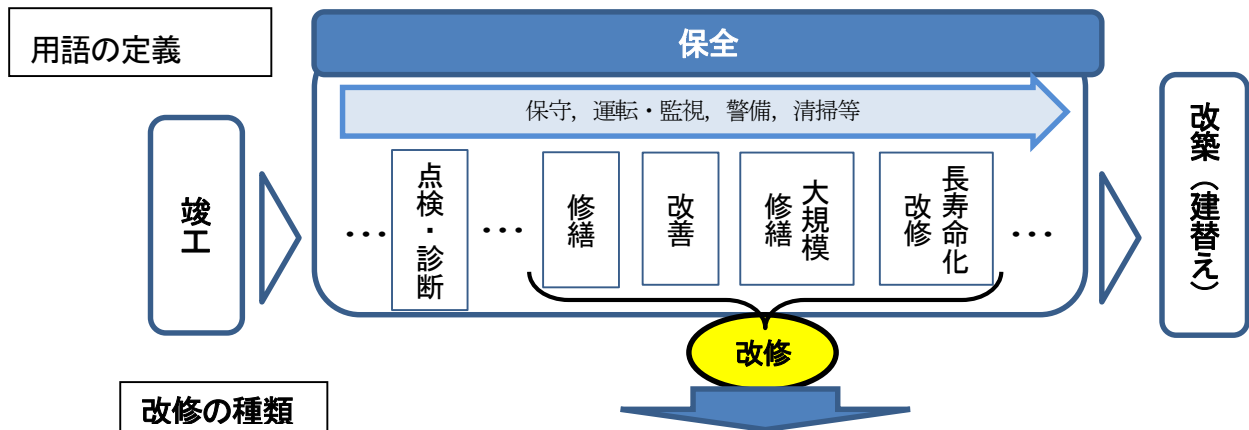 用語の定義
保全
保守, 運転・監視, 警備, 清掃等
竣工
…
点検・診断
…
修繕
改善
大規模
修繕
長寿命化
改修
…
改築（建替え）
改修
改修の種類